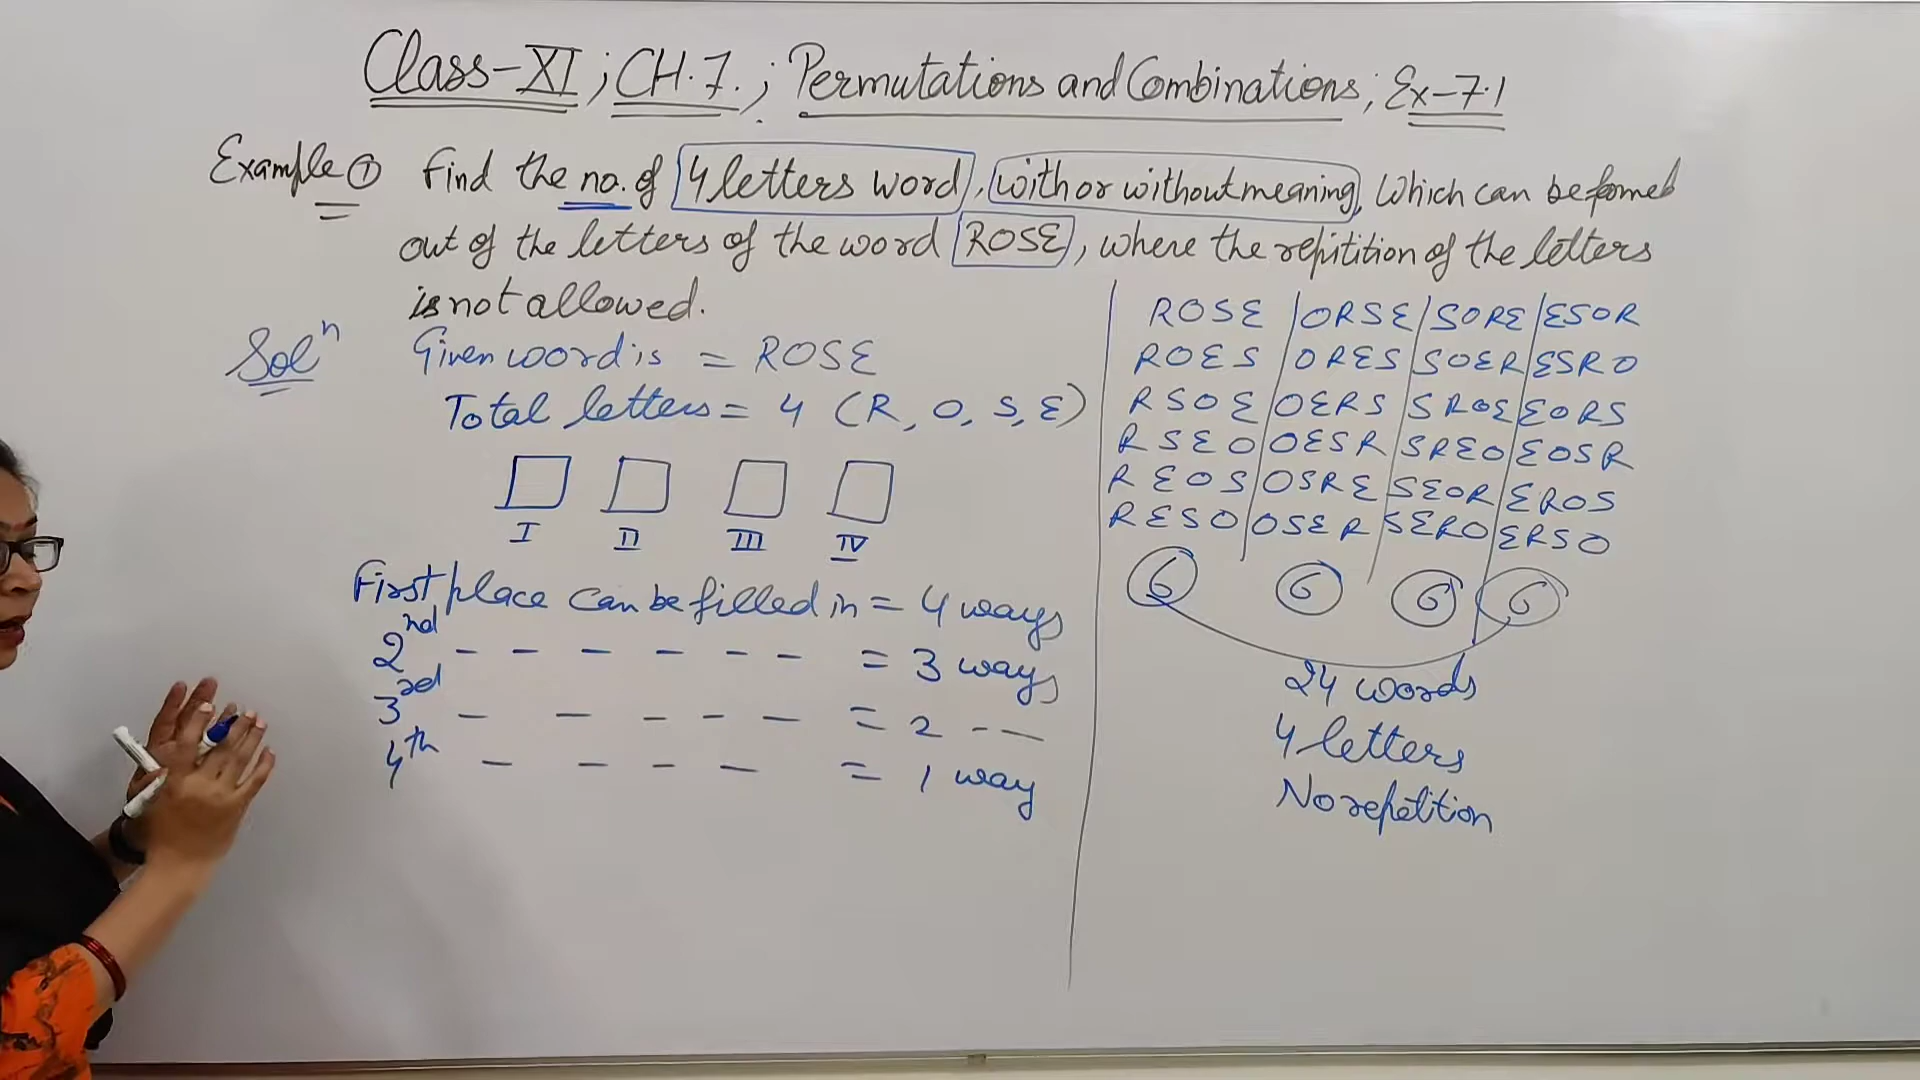 Class-XI ; CH.7. ; Permutations and Combinations ; Ex-7.1
Example ① Find the no. of 4 letters word, with or without meaning, which can be formed
out of the letters of the word ROSE, where the repitition of the letters
is not allowed.
Solⁿ Given word is = ROSE
Total letters = 4 (R, O, S, E)
I II III IV
First place can be filled in = 4 ways
2nd - - - - - - = 3 ways
3rd - - - - - = 2 - -
4th - - - - = 1 way
ROSE ORSE SORE ESOR
ROES ORES SOER ESRO
RSOE OERS SROE EORS
RSEO OESR SREO EOSR
REOS OSRE SEOR EROS
RESO OSER SERO ERSO
6 6 6 6
24 words
4 letters
No repetition